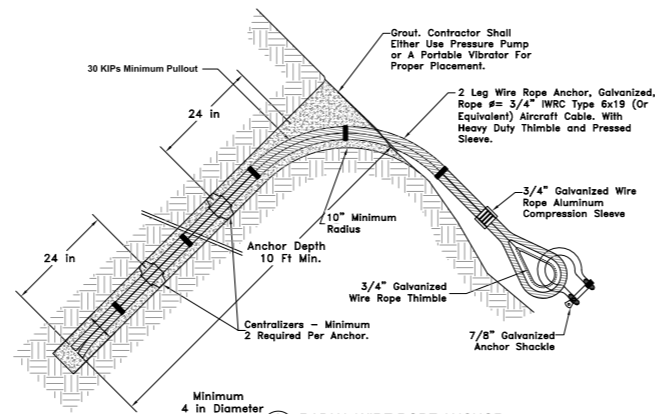 Grout. Contractor Shall
Either Use Pressure Pump
or A Portable Vibrator For
Proper Placement.
30 KIPs Minimum Pullout
24 in
2 Leg Wire Rope Anchor, Galvanized,
Rope ø= 3/4" IWRC Type 6x19 (Or
Equivalent) Aircraft Cable. With
Heavy Duty Thimble and Pressed
Sleeve.
3/4" Galvanized Wire
Rope Aluminum
Compression Sleeve
10" Minimum
Radius
Anchor Depth
10 Ft Min.
24 in
3/4" Galvanized
Wire Rope Thimble
Centralizers - Minimum
2 Required Per Anchor.
7/8" Galvanized
Anchor Shackle
Minimum
4 in Diameter